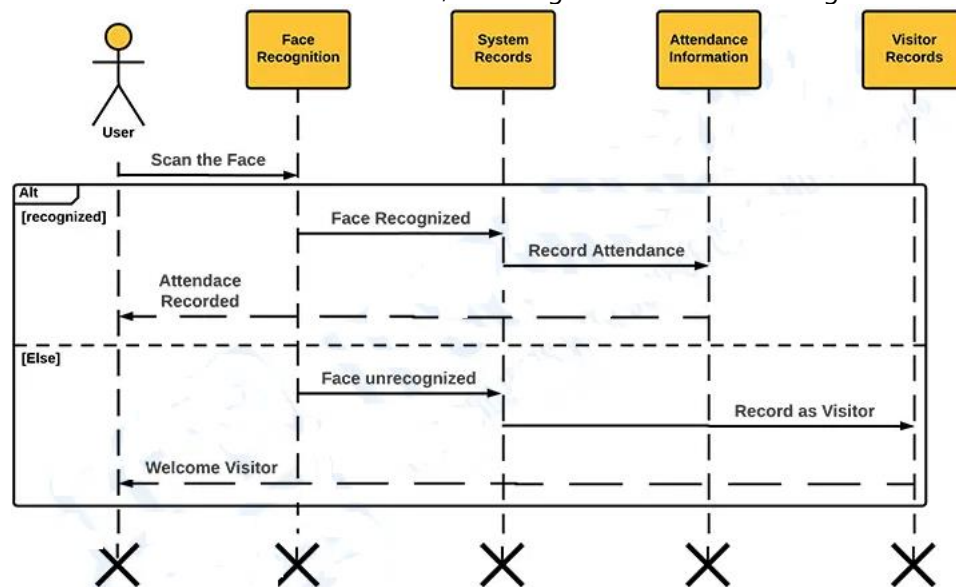 Face
Recognition
System
Records
Attendance
Information
Visitor
Records
User
Scan the Face
Alt
[recognized]
Face Recognized
Record Attendance
Attendace
Recorded
[Else]
Face unrecognized
Record as Visitor
Welcome Visitor